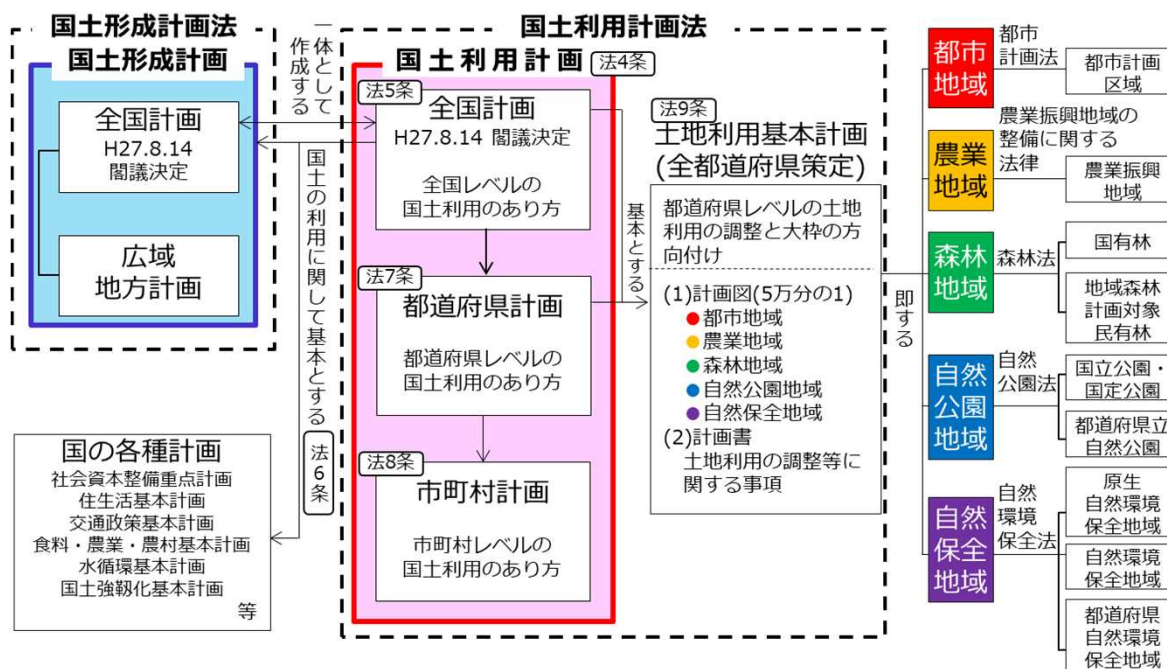 国土形成計画法
国土形成計画
全国計画
H27.8.14
閣議決定
広域
地方計画
一体として
作成する
国土の利用に関して基本とする
法6条
国の各種計画
社会資本整備重点計画
住生活基本計画
交通政策基本計画
食料・農業・農村基本計画
水循環基本計画
国土強靱化基本計画
等
国土利用計画法
国土利用計画
法4条
法5条
全国計画
H27.8.14 閣議決定
全国レベルの
国土利用のあり方
法7条
都道府県計画
都道府県レベルの
国土利用のあり方
法8条
市町村計画
市町村レベルの
国土利用のあり方
基本とする
法9条
土地利用基本計画
(全都道府県策定)
都道府県レベルの土地
利用の調整と大枠の方
向付け
(1)計画図(5万分の1)
都市地域
農業地域
森林地域
自然公園地域
自然保全地域
(2)計画書
土地利用の調整等に
関する事項
即する
都市
地域
都市
計画法
都市計画
区域
農業
地域
農業振興地域の
整備に関する
法律
農業振興
地域
森林
地域
森林法
国有林
地域森林
計画対象
民有林
自然
公園
地域
自然
公園法
国立公園・
国定公園
都道府県立
自然公園
自然
保全
地域
自然
環境
保全法
原生
自然環境
保全地域
自然環境
保全地域
都道府県
自然環境
保全地域